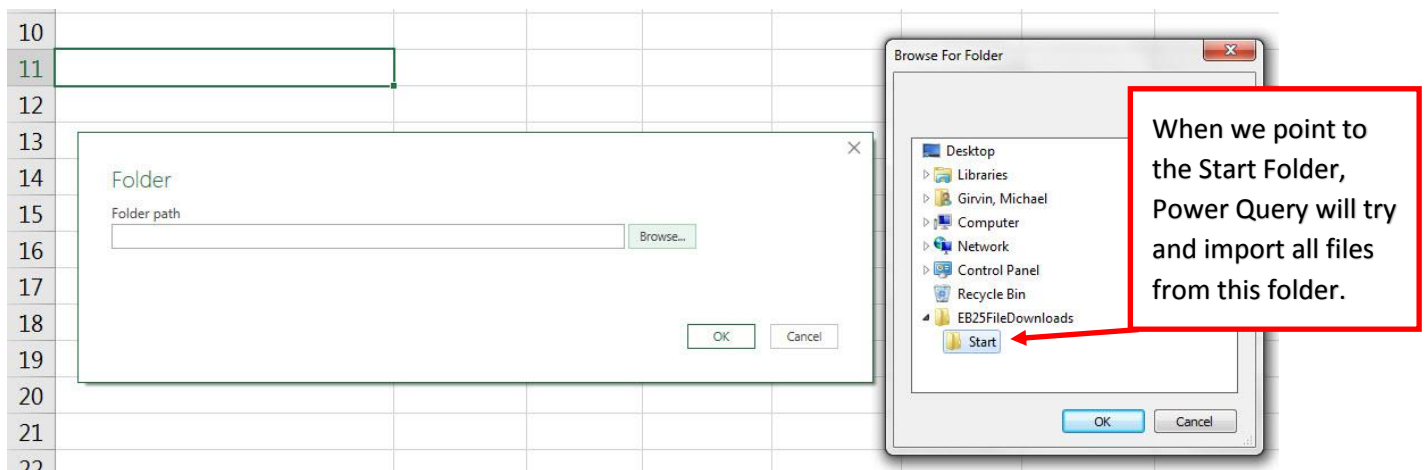 10
11
12
13
14
15
16
17
18
19
20
21
22
Folder
Folder path
Browse...
OK Cancel
Browse For Folder
Desktop
Libraries
Girvin, Michael
Computer
Network
Control Panel
Recycle Bin
EB25FileDownloads
Start
OK Cancel
When we point to
the Start Folder,
Power Query will try
and import all files
from this folder.